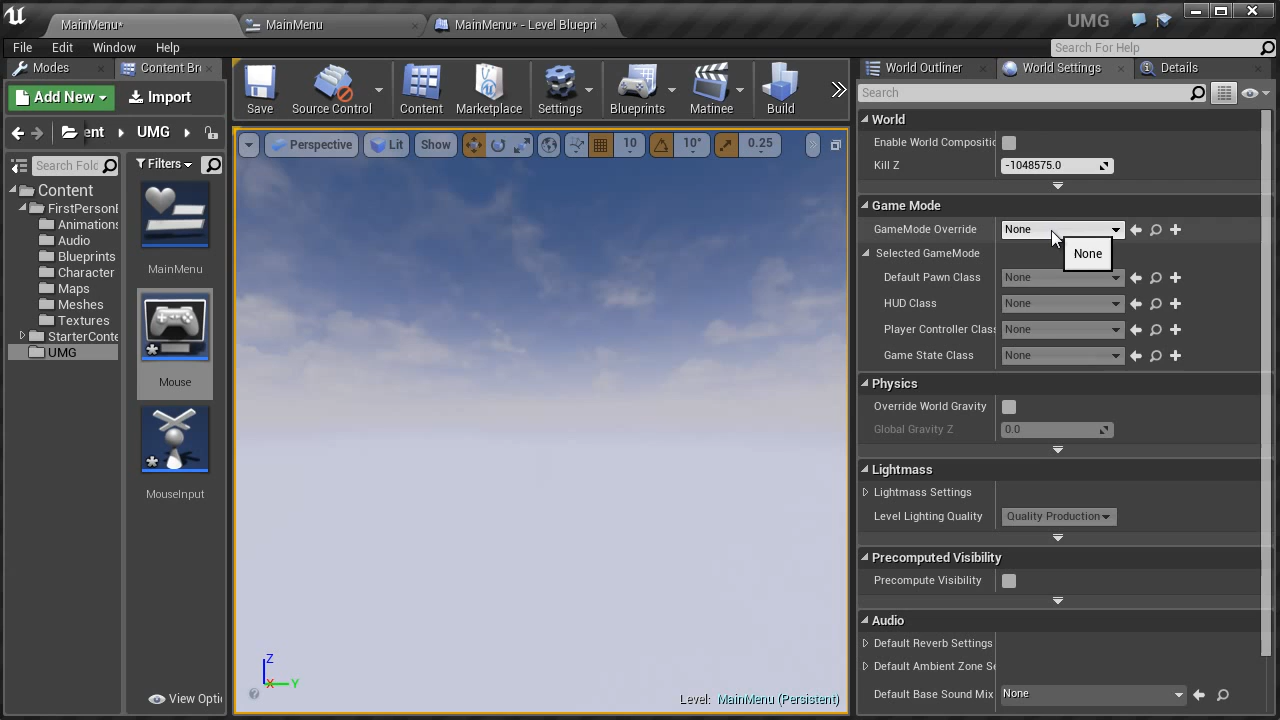 MainMenu*
MainMenu
MainMenu* - Level Bluepri
UMG
File
Edit
Window
Help
Search For Help
Modes
Content Br
World Outliner
World Settings
Details
Add New
Import
Save
Source Control
Content
Marketplace
Settings
Blueprints
Matinee
Build
Search
ent
UMG
Search Fold
Filters
Content
FirstPersonB
Animations
Audio
Blueprints
Character
Maps
Meshes
Textures
StarterConte
UMG
MainMenu
Mouse
MouseInput
View Opti
Perspective
Lit
Show
10
10°
0.25
Z
X
Y
Level: MainMenu (Persistent)
World
Enable World Compositic
Kill Z
-1048575.0
Game Mode
GameMode Override
None
None
Selected GameMode
Default Pawn Class
None
HUD Class
None
Player Controller Class
None
Game State Class
None
Physics
Override World Gravity
Global Gravity Z
0.0
Lightmass
Lightmass Settings
Level Lighting Quality
Quality Production
Precomputed Visibility
Precompute Visibility
Audio
Default Reverb Settings
Default Ambient Zone Se
Default Base Sound Mix
None